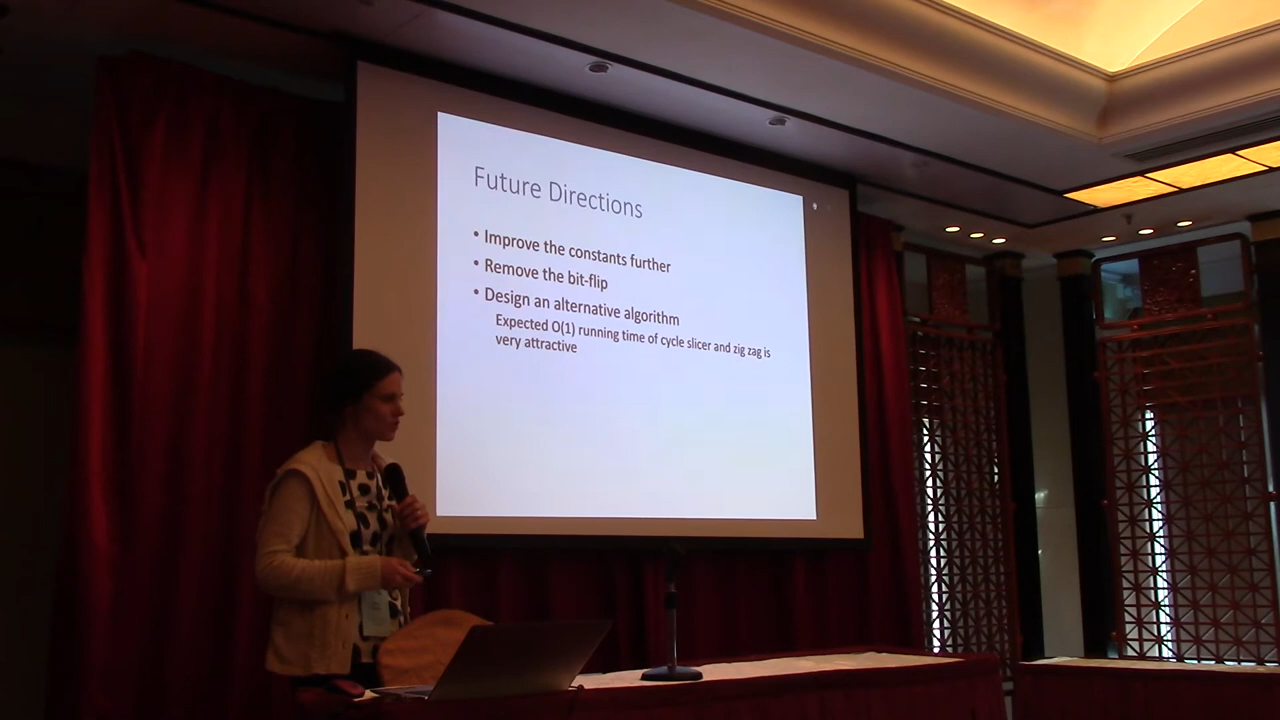 Future Directions
• Improve the constants further
• Remove the bit-flip
• Design an alternative algorithm
Expected O(1) running time of cycle slicer and zig zag is
very attractive